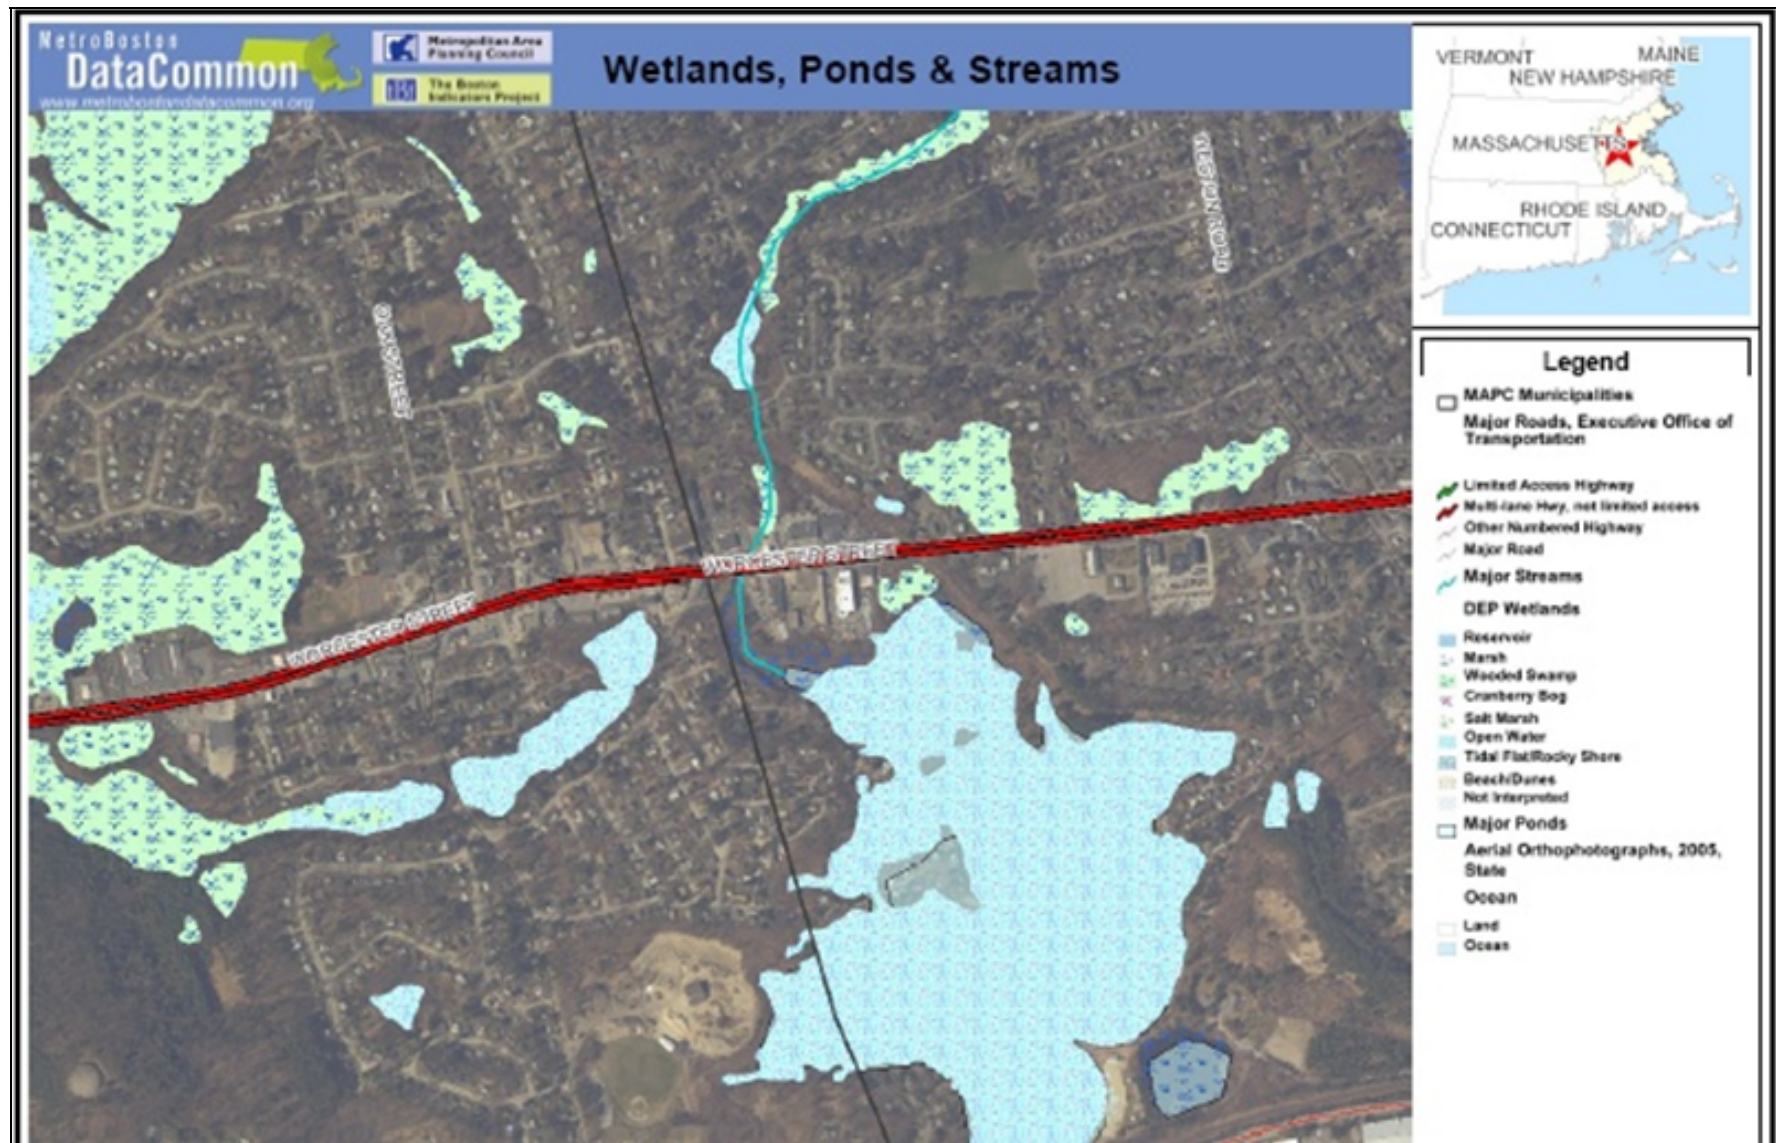 MetroBoston
DataCommon
www.metrobostondatacommon.org
Metropolitan Area
Planning Council
The Boston
Indicators Project
Wetlands, Ponds & Streams
VERMONT
MAINE
NEW HAMPSHIRE
MASSACHUSETTS
RHODE ISLAND
CONNECTICUT
WORCESTER STREET
WORCESTER STREET
Legend
MAPC Municipalities
Major Roads, Executive Office of
Transportation
Limited Access Highway
Multi-lane Hwy, not limited access
Other Numbered Highway
Major Road
Major Streams
DEP Wetlands
Reservoir
Marsh
Wooded Swamp
Cranberry Bog
Salt Marsh
Open Water
Tidal Flat/Rocky Shore
Beach/Dunes
Not Interpreted
Major Ponds
Aerial Orthophotographs, 2005,
State
Ocean
Land
Ocean